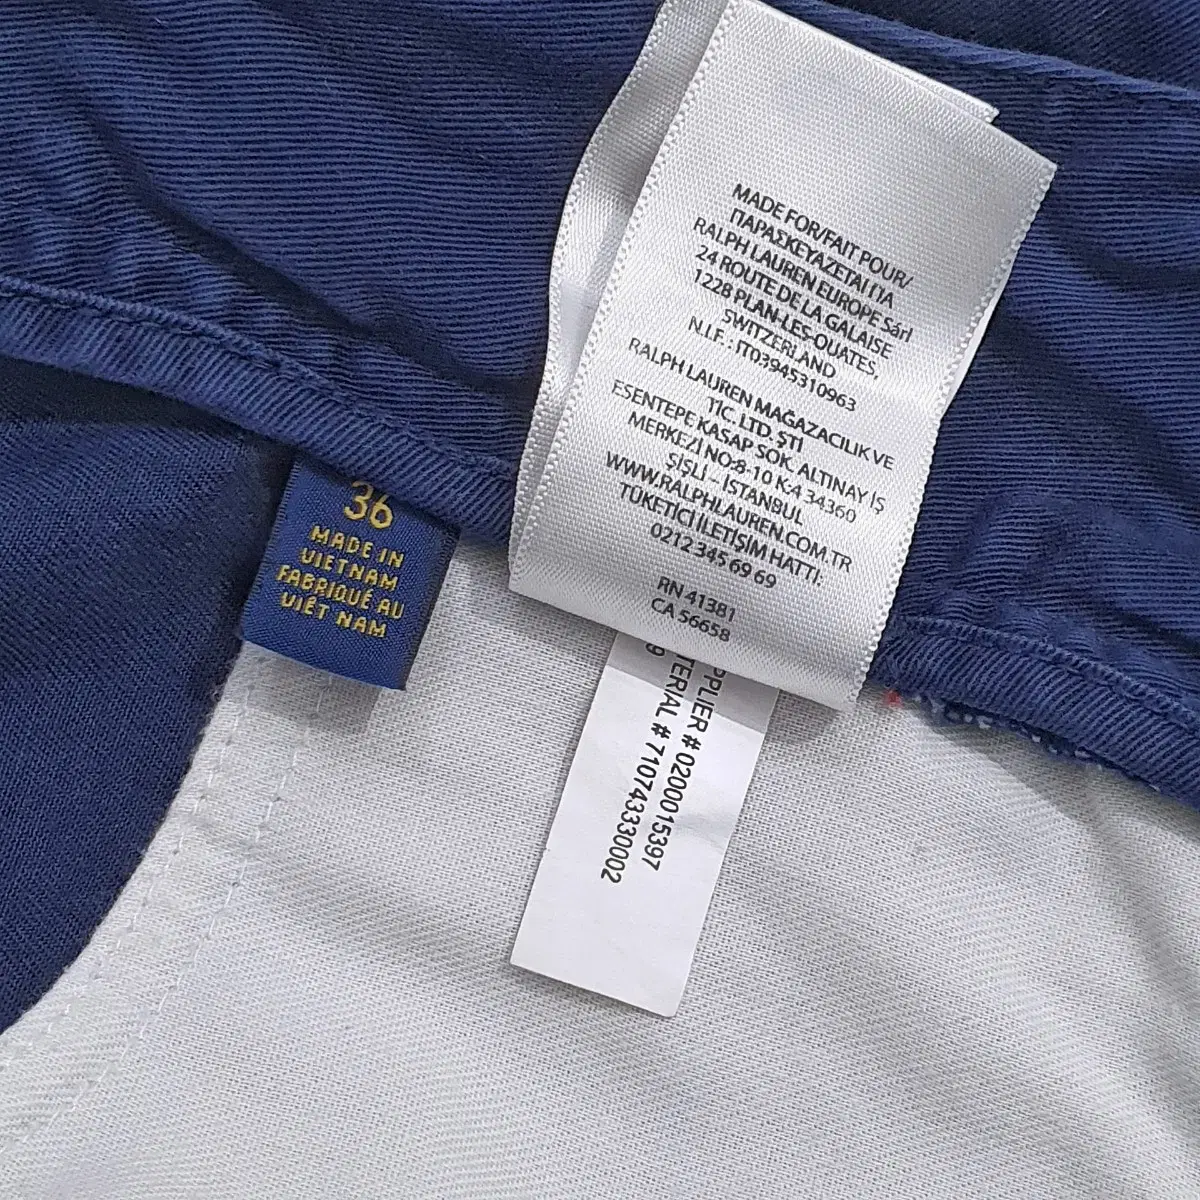 MADE FOR/FAIT POUR/
ΠΑΡΑΣΚΕΥΑΖΕΤΑΙ ΓΙΑ
RALPH LAUREN EUROPE Sàrl
24 ROUTE DE LA GALAISE
1228 PLAN-LES-OUATES,
SWITZERLAND
N.I.F.: IT03945310963
RALPH LAUREN MAĞAZACILIK VE
TİC. LTD. ŞTİ
ESENTEPE KASAP SOK. ALTINAY İŞ
MERKEZİ NO:8-10 K:4 34360
ŞİŞLİ – İSTANBUL
WWW.RALPHLAUREN.COM.TR
TÜKETİCİ İLETİŞİM HATTI:
0212 345 69 69
RN 41381
CA 56658
36
MADE IN
VIETNAM
FABRIQUÉ AU
VIÊT NAM
PPLIER # 0200015397
TERIAL # 710743330002
9